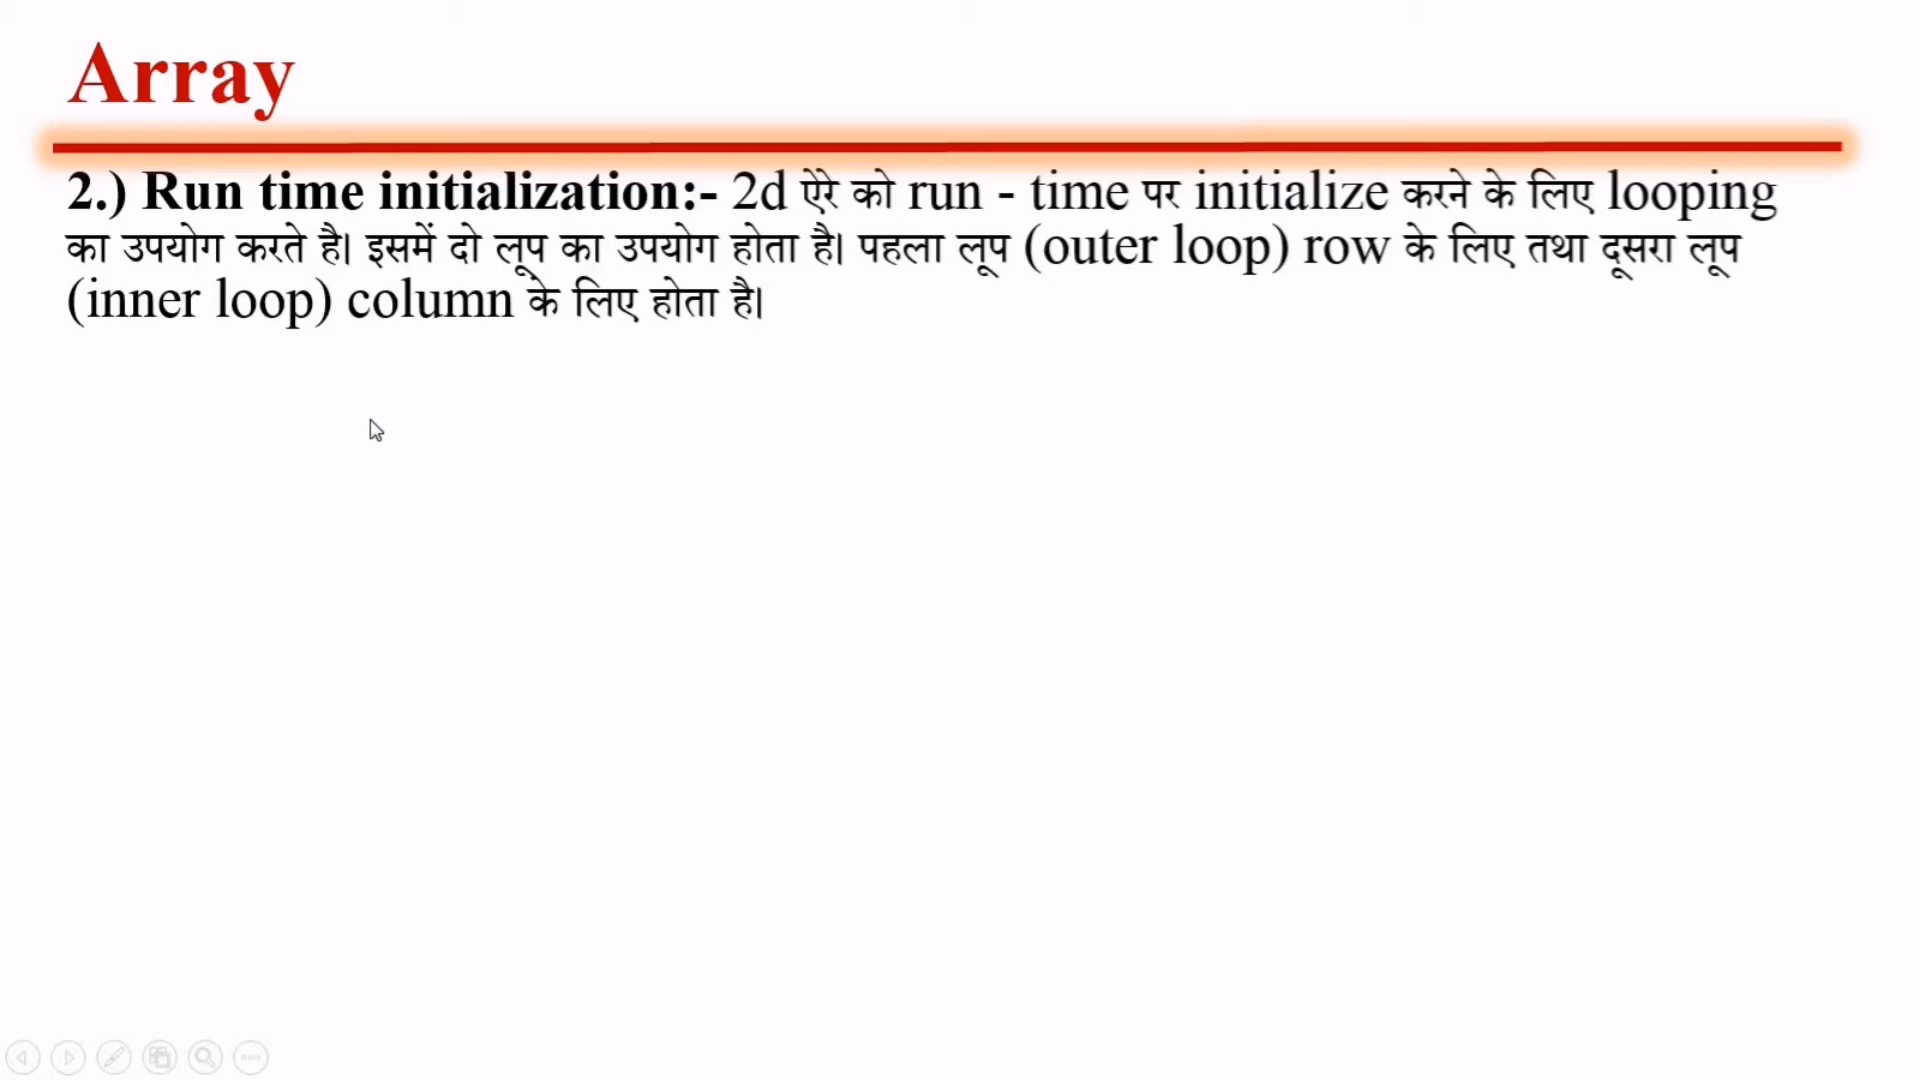 Array
2.) Run time initialization:- 2d ऐरे को run - time पर initialize करने के लिए looping
का उपयोग करते है। इसमें दो लूप का उपयोग होता है। पहला लूप (outer loop) row के लिए तथा दूसरा लूप
(inner loop) column के लिए होता है।